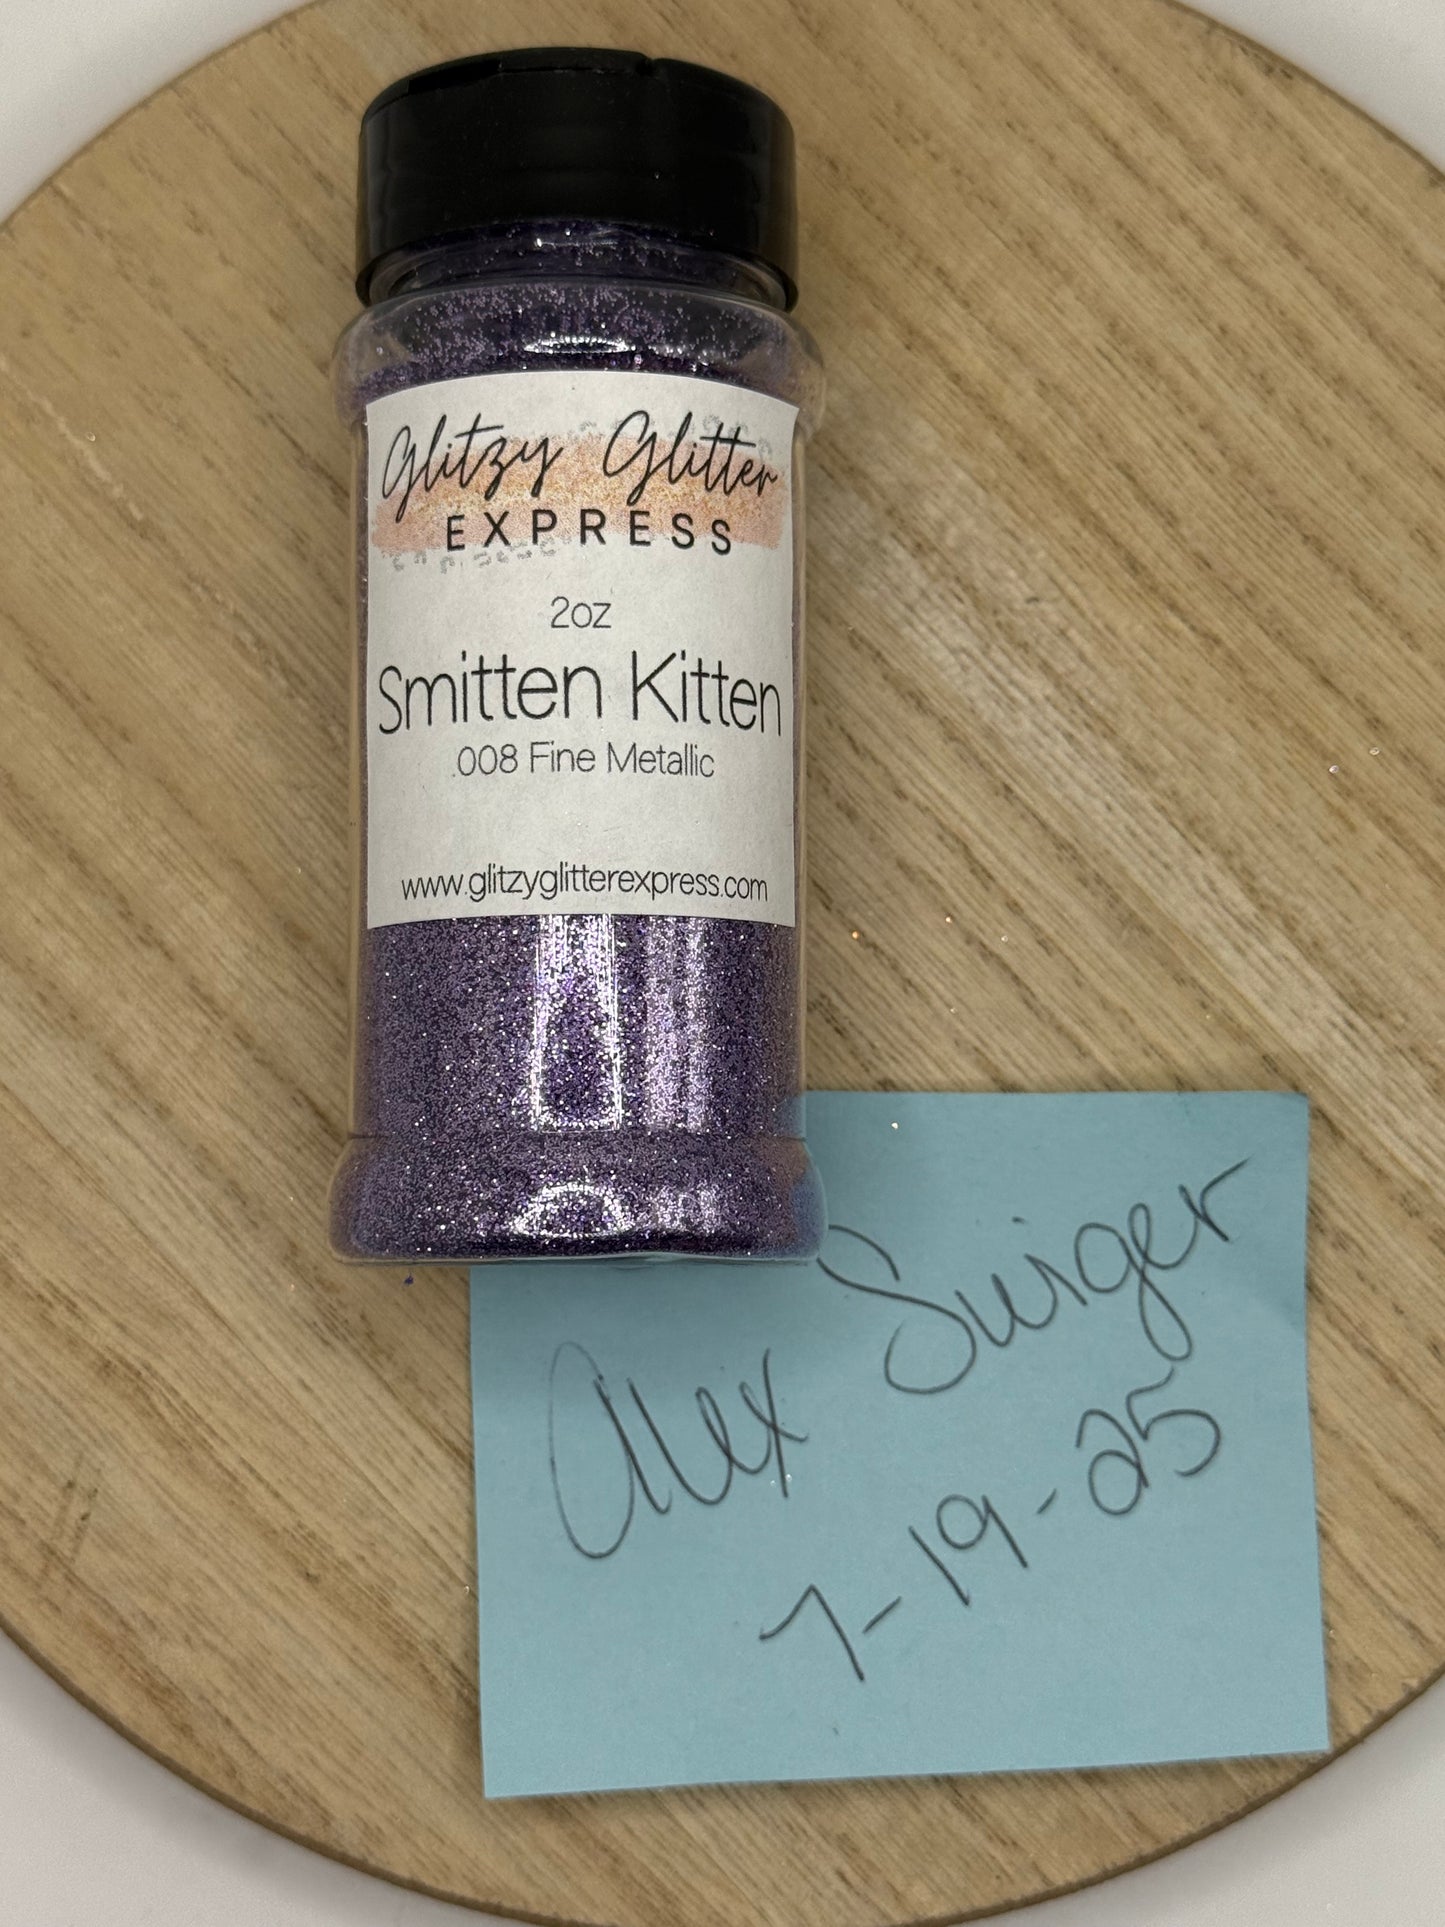 Glitzy Glitter
EXPRESS
2oz
Smitten Kitten
.008 Fine Metallic
www.glitzyglitterexpress.com
Alex Swiger
7-19-25